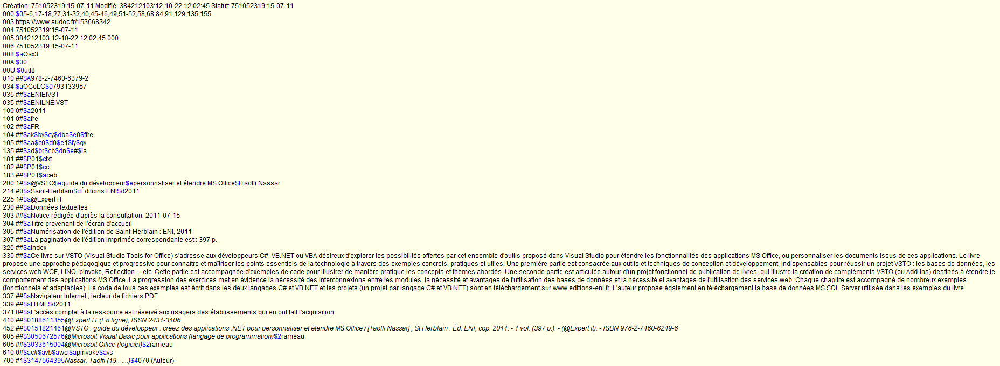 Création: 751052319:15-07-11 Modifié: 384212103:12-10-22 12:02:45 Statut: 751052319:15-07-11
000 $05-6,17-18,27,31-32,40,45-46,49,51-52,58,68,84,91,129,135,155
003 https://www.sudoc.fr/153668342
004 751052319:15-07-11
005 384212103:12-10-22 12:02:45.000
006 751052319:15-07-11
008 $aOax3
00A $00
00U $0utf8
010 ##$A978-2-7460-6379-2
034 $aOCoLC$0793133957
035 ##$aENIEIVST
035 ##$aENILNEIVST
100 0#$a2011
101 0#$afre
102 ##$aFR
104 ##$ak$by$cy$dba$e0$ffre
105 ##$aa$c0$d0$e1$fy$gy
135 ##$ad$br$cb$dn$e#$ia
181 ##$P01$ctxt
182 ##$P01$cc
183 ##$P01$aceb
200 1#$a@VSTO$eguide du développeur$epersonnaliser et étendre MS Office$fTaoffi Nassar
214 #0$aSaint-Herblain$cÉditions ENI$d2011
225 1#$a@Expert IT
230 ##$aDonnées textuelles
303 ##$aNotice rédigée d'après la consultation, 2011-07-15
304 ##$aTitre provenant de l'écran d'accueil
305 ##$aNumérisation de l'édition de Saint-Herblain : ENI, 2011
307 ##$aLa pagination de l'édition imprimée correspondante est : 397 p.
320 ##$aIndex
330 ##$aCe livre sur VSTO (Visual Studio Tools for Office) s'adresse aux développeurs C#, VB.NET ou VBA désireux d'explorer les possibilités offertes par cet ensemble d'outils proposé dans Visual Studio pour étendre les fonctionnalités des applications MS Office, ou personnaliser les documents issus de ces applications. Le livre
propose une approche pédagogique et progressive pour connaître et maîtriser les points essentiels de la technologie à travers des exemples concrets, pratiques et utiles. Une première partie est consacrée aux outils et techniques de conception et développement, indispensables pour réussir un projet VSTO : les bases de données, les
services web WCF, LINQ, pInvoke, Reflection… etc. Cette partie est accompagnée d'exemples de code pour illustrer de manière pratique les concepts et thèmes abordés. Une seconde partie est articulée autour d'un projet fonctionnel de publication de livres, qui illustre la création de compléments VSTO (ou Add-ins) destinés à étendre le
comportement des applications MS Office. La progression des exercices met en évidence la nécessité des interconnexions entre les modules, la nécessité et avantages de l'utilisation des bases de données et la nécessité et avantages de l'utilisation des services web. Chaque chapitre est accompagné de nombreux exemples
(fonctionnels et adaptables). Le code de tous ces exemples est écrit dans les deux langages C# et VB.NET et les projets (un projet par langage C# et VB.NET) sont en téléchargement sur www.editions-eni.fr. L'auteur propose également en téléchargement la base de données MS SQL Server utilisée dans les exemples du livre
337 ##$aNavigateur Internet ; lecteur de fichiers PDF
339 ##$aHTML$d2011
371 0#$aL'accès complet à la ressource est réservé aux usagers des établissements qui en ont fait l'acquisition
410 ##$0188611355@Expert IT (En ligne), ISSN 2431-3106
452 ##$0151821461@VSTO : guide du développeur : créez des applications .NET pour personnaliser et étendre MS Office / [Taoffi Nassar] ; St Herblain : Éd. ENI, cop. 2011. - 1 vol. (397 p.). - (@Expert it). - ISBN 978-2-7460-6249-8
605 ##$3050672576@Microsoft Visual Basic pour applications (langage de programmation)$2rameau
605 ##$3033615004@Microsoft Office (logiciel)$2rameau
610 0#$ac#$avb$awcf$apinvoke$avs
700 #1$3147564395Nassar, Taoffi (19..-....)$4070 (Auteur)